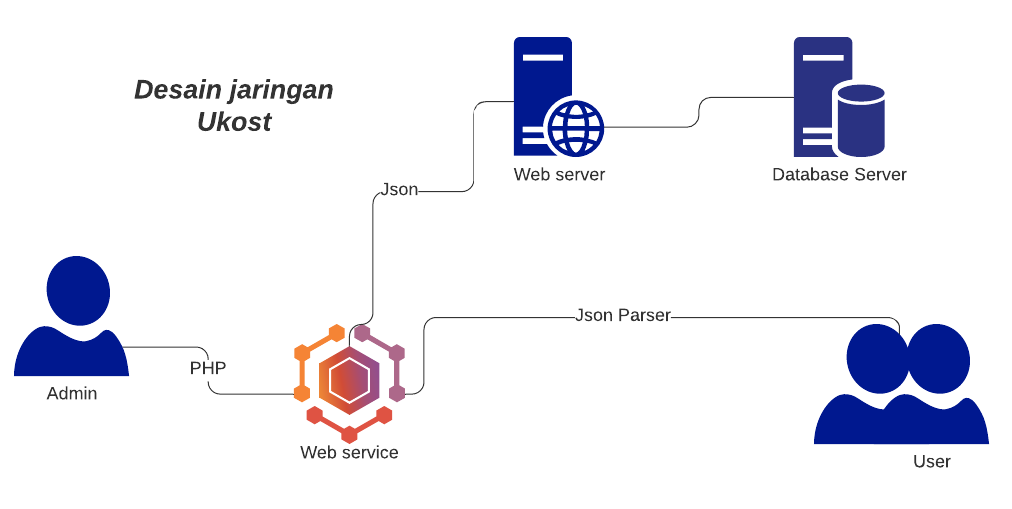 Desain jaringan
Ukost
Web server
Database Server
Json
Json Parser
PHP
Admin
Web service
User